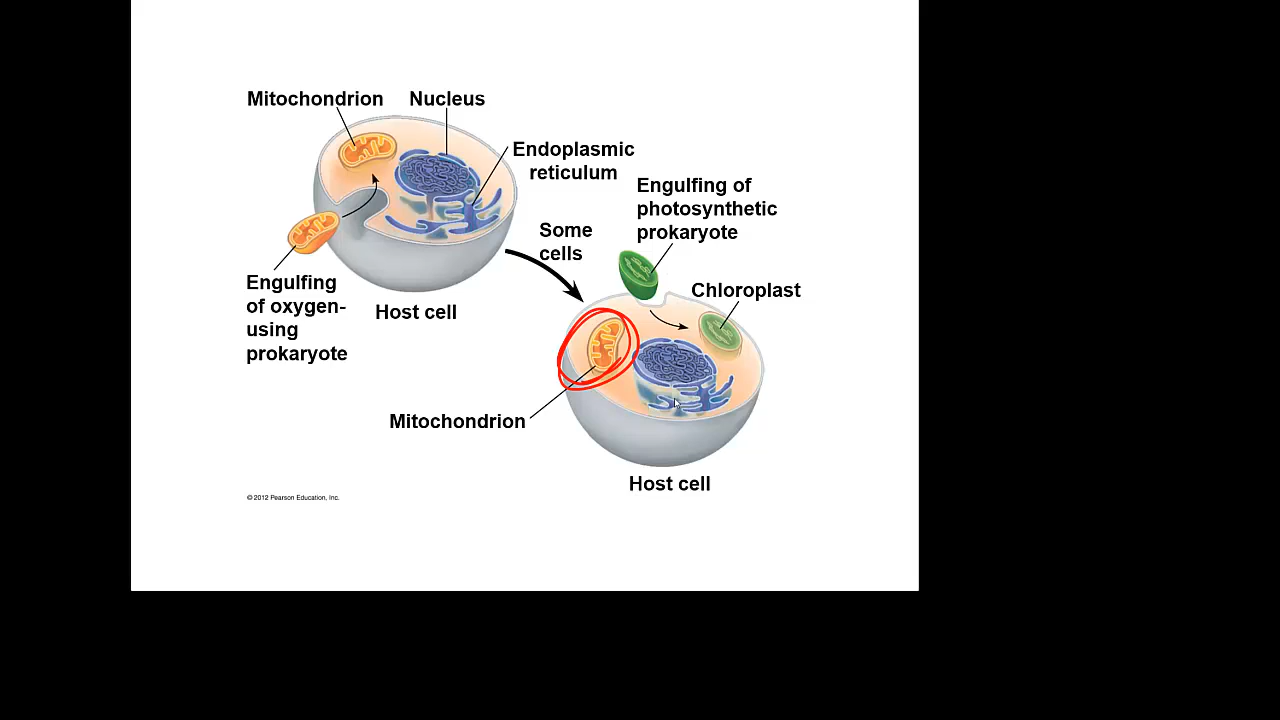 Mitochondrion
Nucleus
Endoplasmic
reticulum
Engulfing
of oxygen-
using
prokaryote
Host cell
Some
cells
Engulfing of
photosynthetic
prokaryote
Chloroplast
Mitochondrion
Host cell
© 2012 Pearson Education, Inc.